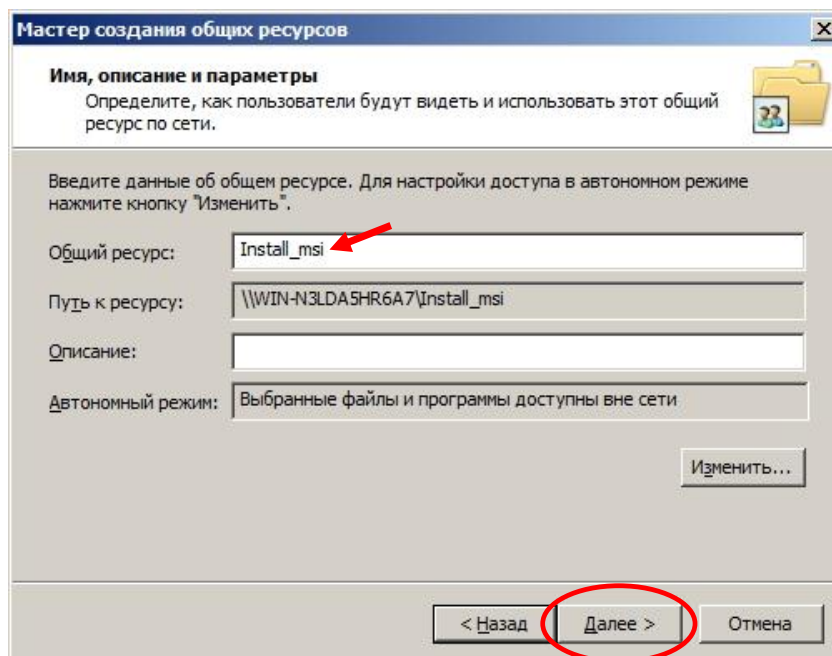 Мастер создания общих ресурсов
Имя, описание и параметры
Определите, как пользователи будут видеть и использовать этот общий
ресурс по сети.
Введите данные об общем ресурсе. Для настройки доступа в автономном режиме
нажмите кнопку "Изменить".
Общий ресурс: Install_msi
Путь к ресурсу: \\WIN-N3LDA5HR6A7\Install_msi
Описание:
Автономный режим: Выбранные файлы и программы доступны вне сети
Изменить...
< Назад Далее > Отмена